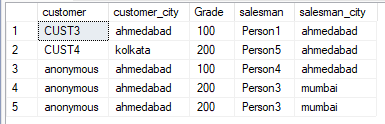 customer customer_city Grade salesman salesman_city
1 CUST3 ahmedabad 100 Person1 ahmedabad
2 CUST4 kolkata 200 Person5 ahmedabad
3 anonymous ahmedabad 100 Person4 ahmedabad
4 anonymous ahmedabad 200 Person3 mumbai
5 anonymous ahmedabad 200 Person3 mumbai